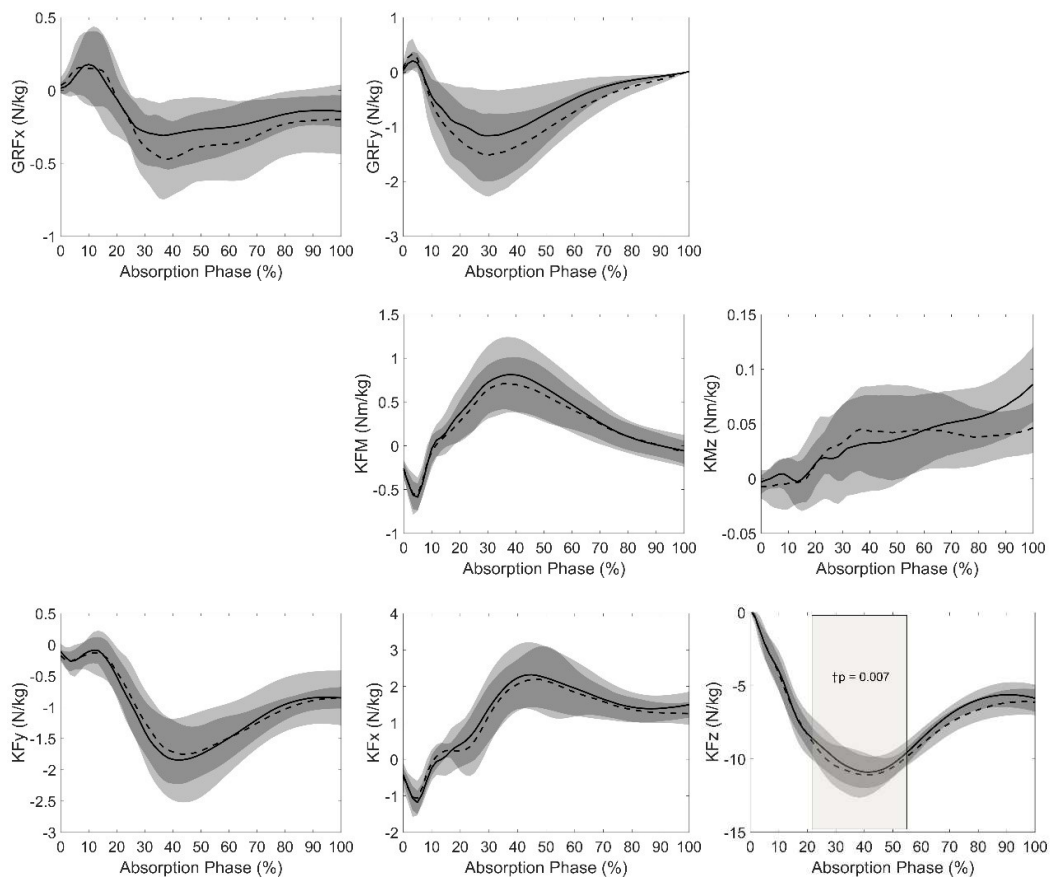 0.5
0
-0.5
-1
GRFx (N/kg)
0 10 20 30 40 50 60 70 80 90 100
Absorption Phase (%)
1
0
-1
-2
-3
GRFy (N/kg)
0 10 20 30 40 50 60 70 80 90 100
Absorption Phase (%)
1.5
1
0.5
0
-0.5
-1
KFM (Nm/kg)
0 10 20 30 40 50 60 70 80 90 100
Absorption Phase (%)
0.15
0.1
0.05
0
-0.05
KMz (Nm/kg)
0 10 20 30 40 50 60 70 80 90 100
Absorption Phase (%)
0.5
0
-0.5
-1
-1.5
-2
-2.5
-3
KFy (N/kg)
0 10 20 30 40 50 60 70 80 90 100
Absorption Phase (%)
4
3
2
1
0
-1
-2
KFx (N/kg)
0 10 20 30 40 50 60 70 80 90 100
Absorption Phase (%)
0
-5
-10
-15
KFz (N/kg)
†p = 0.007
0 10 20 30 40 50 60 70 80 90 100
Absorption Phase (%)